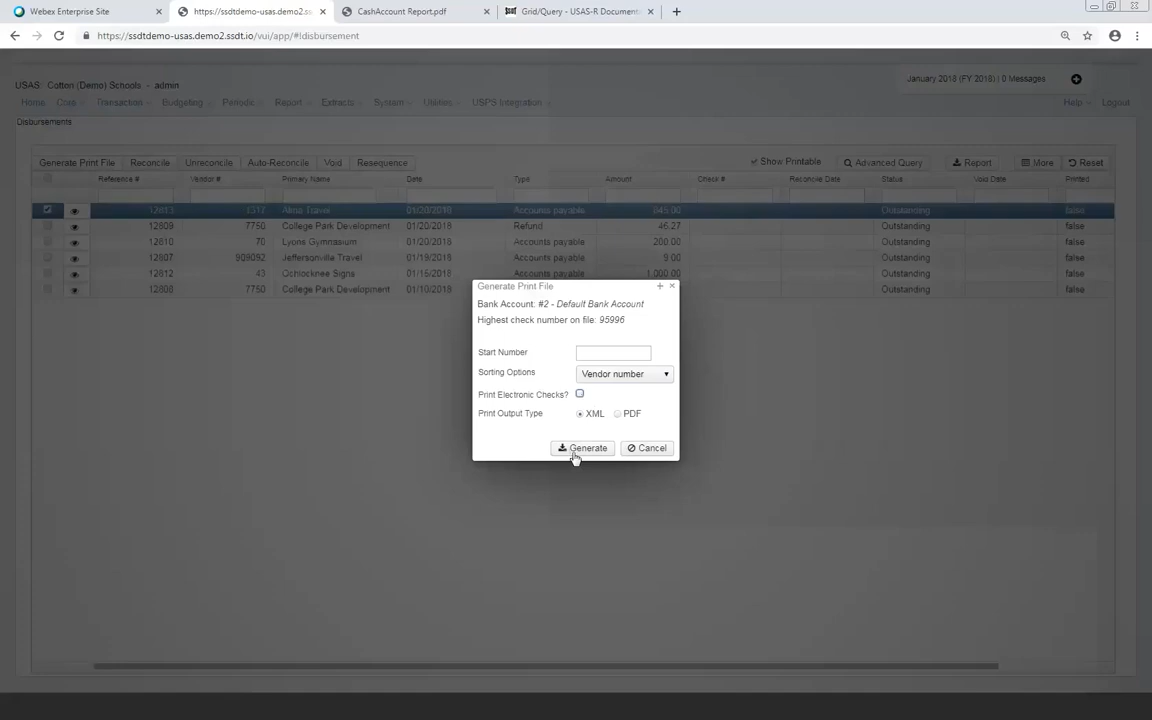 Webex Enterprise Site
https://ssdtdemo-usas.demo2.s
CashAccount Report.pdf
Grid/Query - USAS-R Document
https://ssdtdemo-usas.demo2.ssdt.io/vui/app/#!disbursement
USAS: Cotton (Demo) Schools - admin
January 2018 (FY 2018) | 0 Messages
Home Core Transaction Budgeting Periodic Report Extracts System Utilities USPS Integration Help Logout
Disbursements
Generate Print File Reconcile Unreconcile Auto-Reconcile Void Resequence Show Printable Advanced Query Report More Reset
Reference # Vendor # Primary Name Date Type Amount Check # Reconcile Date Status Void Date Printed
12813 1317 Alma Travel 01/20/2018 Accounts payable 845.00 Outstanding false
12809 7750 College Park Development 01/20/2018 Refund 46.27 Outstanding false
12810 70 Lyons Gymnasium 01/20/2018 Accounts payable 200.00 Outstanding false
12807 909052 Jeffersonville Travel 01/19/2018 Accounts payable 9.00 Outstanding false
12812 43 Ochlocknee Signs 01/15/2018 Accounts payable 1,000.00 Outstanding false
12808 7750 College Park Development 01/10/2018 Outstanding false
Generate Print File
Bank Account: #2 - Default Bank Account
Highest check number on file: 95996
Start Number
Sorting Options Vendor number
Print Electronic Checks?
Print Output Type XML PDF
Generate Cancel